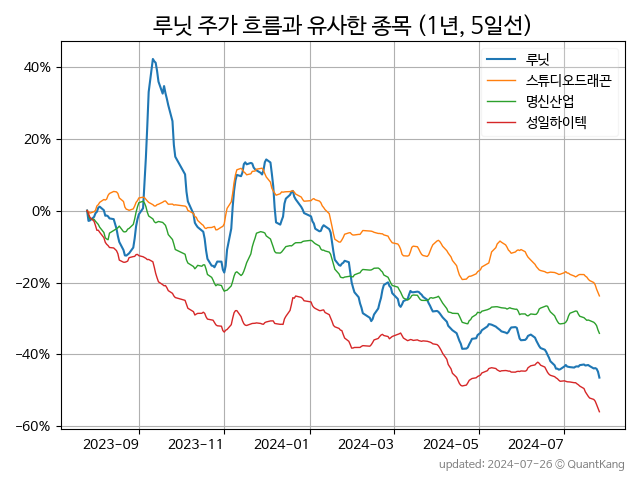 루닛 주가 흐름과 유사한 종목 (1년, 5일선)
루닛
스튜디오드래곤
명신산업
성일하이텍
40%
20%
0%
−20%
−40%
−60%
2023−09
2023−11
2024−01
2024−03
2024−05
2024−07
updated: 2024-07-26 © QuantKang